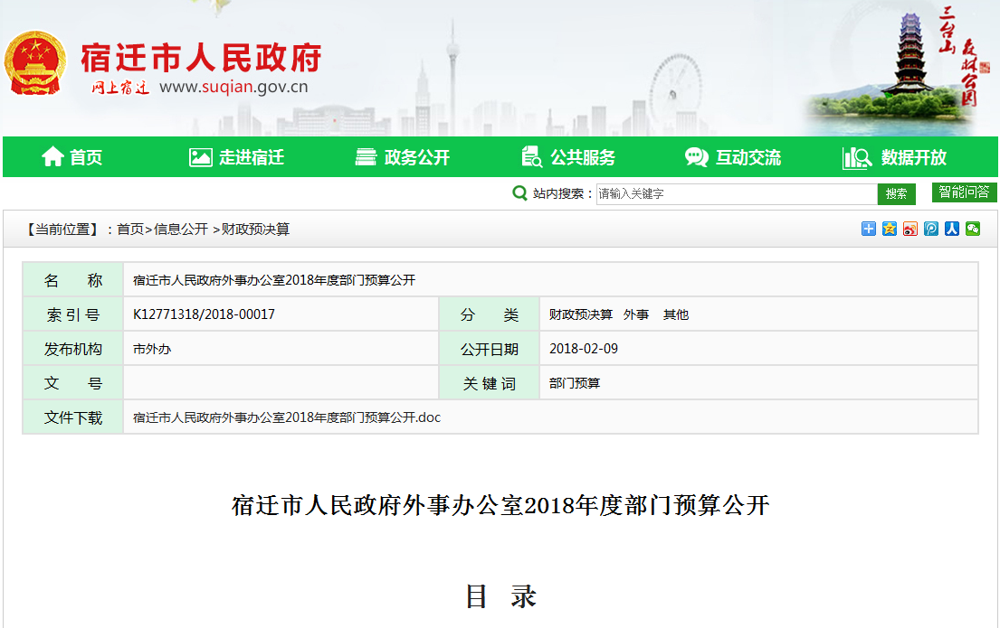 宿迁市人民政府
网上宿迁 www.suqian.gov.cn
三台山
森林公园
首页 走进宿迁 政务公开 公共服务 互动交流 数据开放
站内搜索： 请输入关键字 搜索 智能问答
【当前位置】：首页>信息公开 >财政预决算
名 称 宿迁市人民政府外事办公室2018年度部门预算公开
索 引 号 K12771318/2018-00017 分 类 财政预决算 外事 其他
发布机构 市外办 公开日期 2018-02-09
文 号 关 键 词 部门预算
文件下载 宿迁市人民政府外事办公室2018年度部门预算公开.doc
宿迁市人民政府外事办公室2018年度部门预算公开
目 录